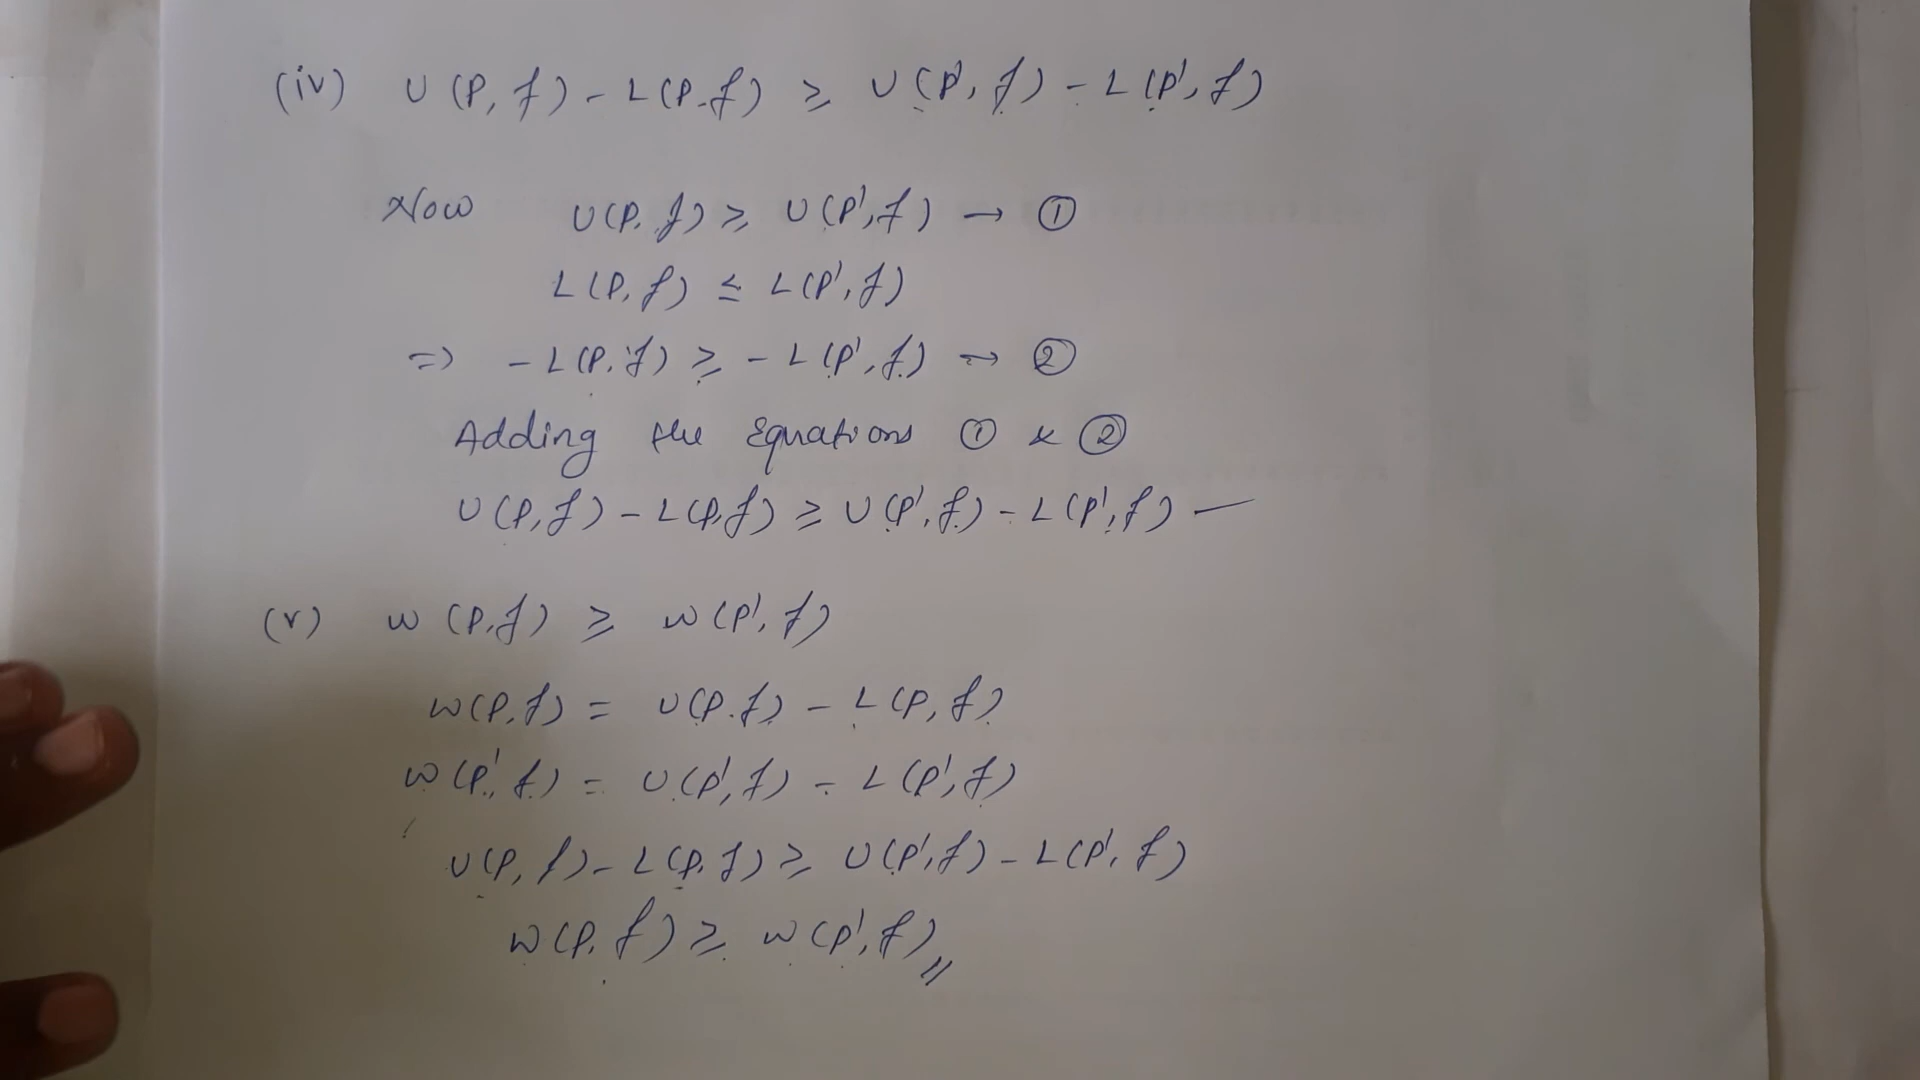 (iv) U(P, f) - L(P, f) ≥ U(P', f) - L(P', f)
Now U(P, f) ≥ U(P', f) → ①
L(P, f) ≤ L(P', f)
=> - L(P, f) ≥ - L(P', f) → ②
Adding the Equations ① & ②
U(P, f) - L(P, f) ≥ U(P', f) - L(P', f) —
(v) w(P, f) ≥ w(P', f)
w(P, f) = U(P, f) - L(P, f)
w(P', f) = U(P', f) - L(P', f)
U(P, f) - L(P, f) ≥ U(P', f) - L(P', f)
w(P, f) ≥ w(P', f) //